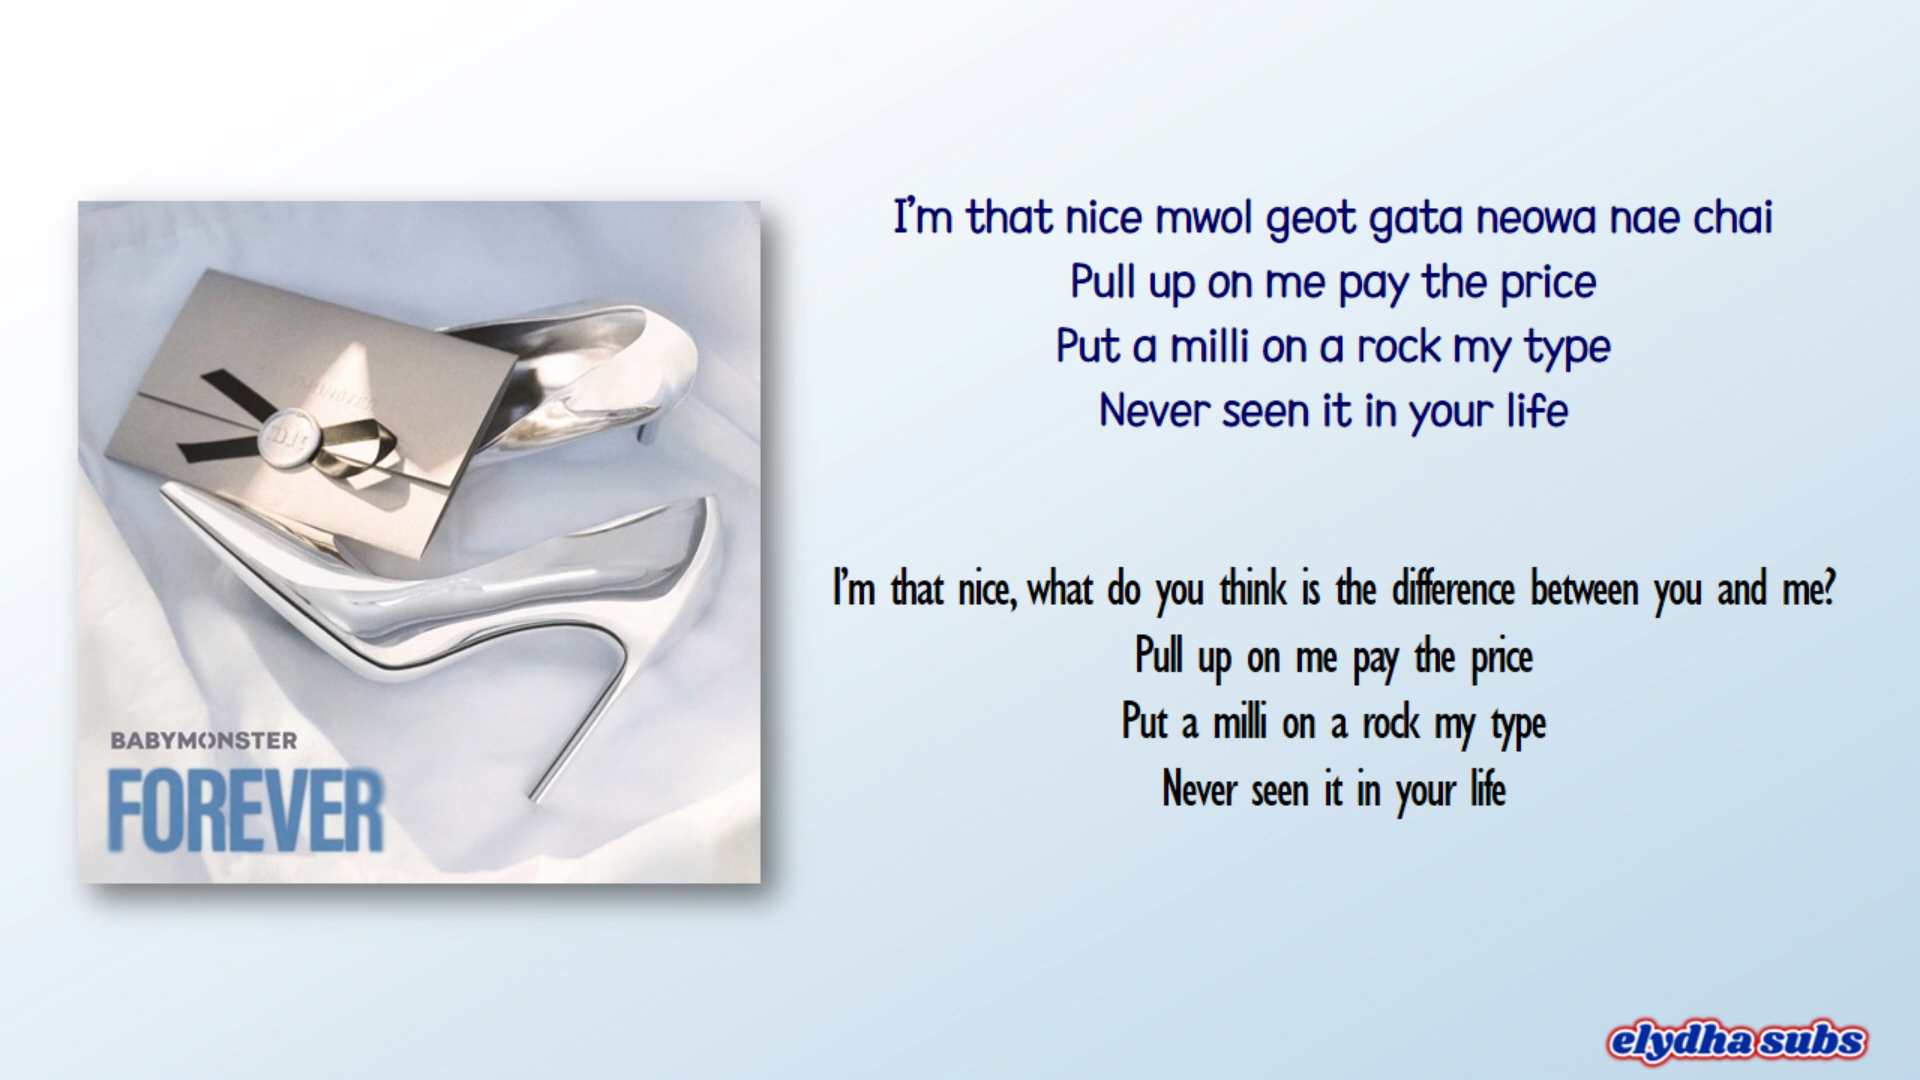 I'm that nice mwol geot gata neowa nae chai
Pull up on me pay the price
Put a milli on a rock my type
Never seen it in your life
I'm that nice, what do you think is the difference between you and me?
Pull up on me pay the price
Put a milli on a rock my type
Never seen it in your life
BABYMONSTER
FOREVER
elydha subs